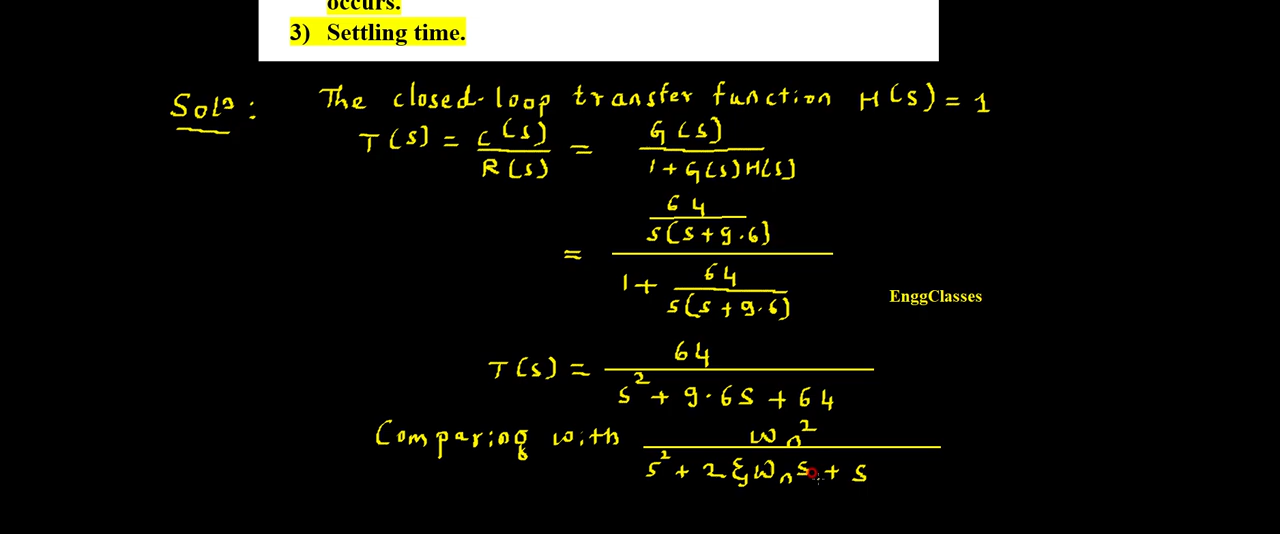 occurs.
3) Settling time.
Solⁿ: The closed-loop transfer function H(s) = 1
T(s) = C(s)/R(s) = G(s)/(1 + G(s)H(s))
= (64/(s(s+9.6)))/(1 + 64/(s(s+9.6)))
EnggClasses
T(s) = 64/(s² + 9.6s + 64)
Comparing with ωn²/(s² + 2ξωns + s